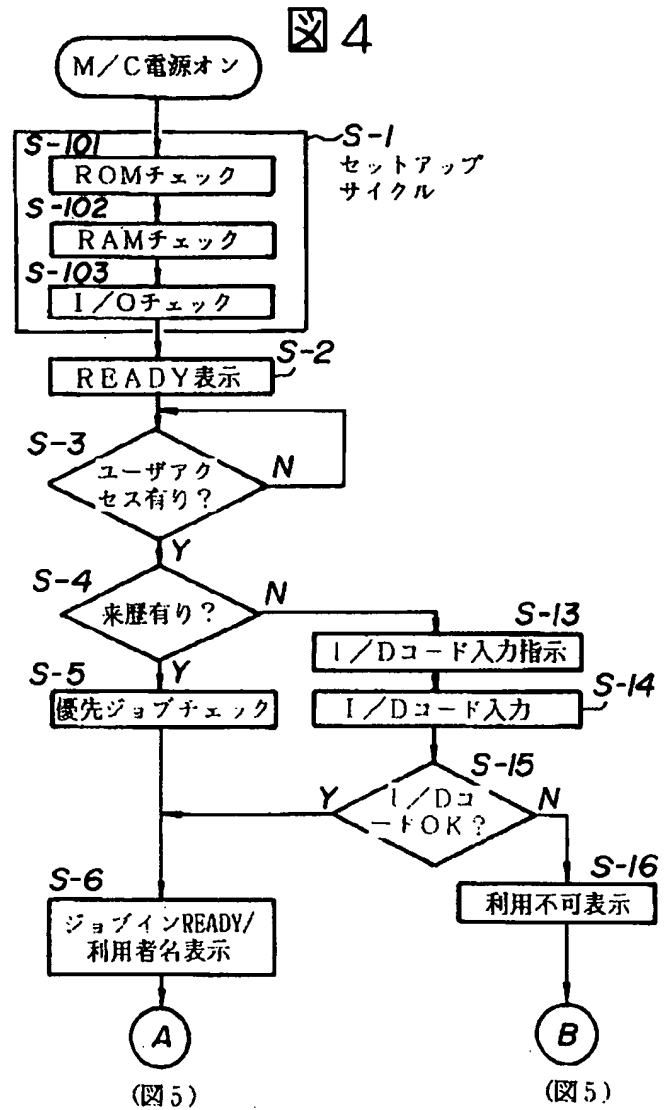 図4
M/C電源オン
S-1
セットアップ
サイクル
S-101
ROMチェック
S-102
RAMチェック
S-103
I/Oチェック
S-2
READY表示
S-3
ユーザアク
セス有り？
N
Y
S-4
来歴有り？
N
Y
S-13
I/Dコード入力指示
S-5
優先ジョブチェック
S-14
I/Dコード入力
S-15
I/Dコ
ードOK？
Y
N
S-6
ジョブインREADY/
利用者名表示
S-16
利用不可表示
A
B
(図5)
(図5)